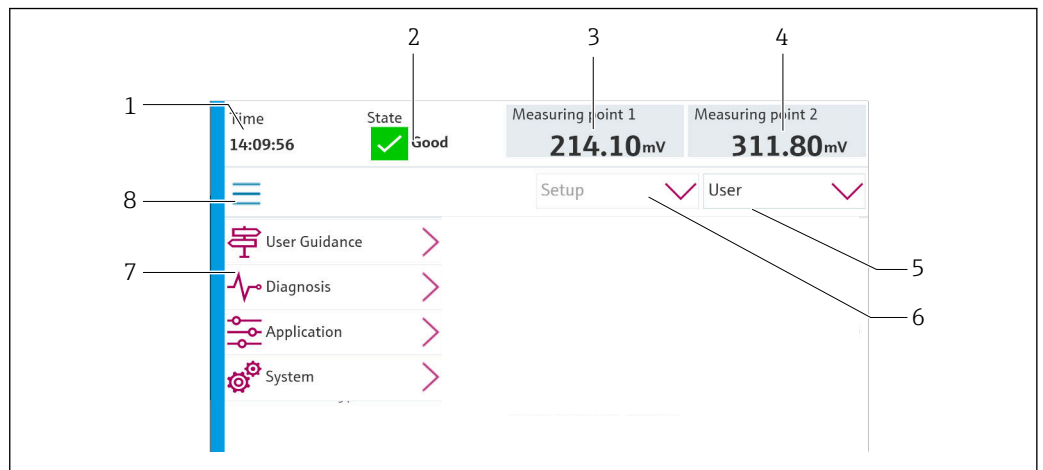 2 3 4
1
Time State Measuring point 1 Measuring point 2
14:09:56 Good 214.10mV 311.80mV
8 Setup User
User Guidance
7 Diagnosis 5
Application 6
System